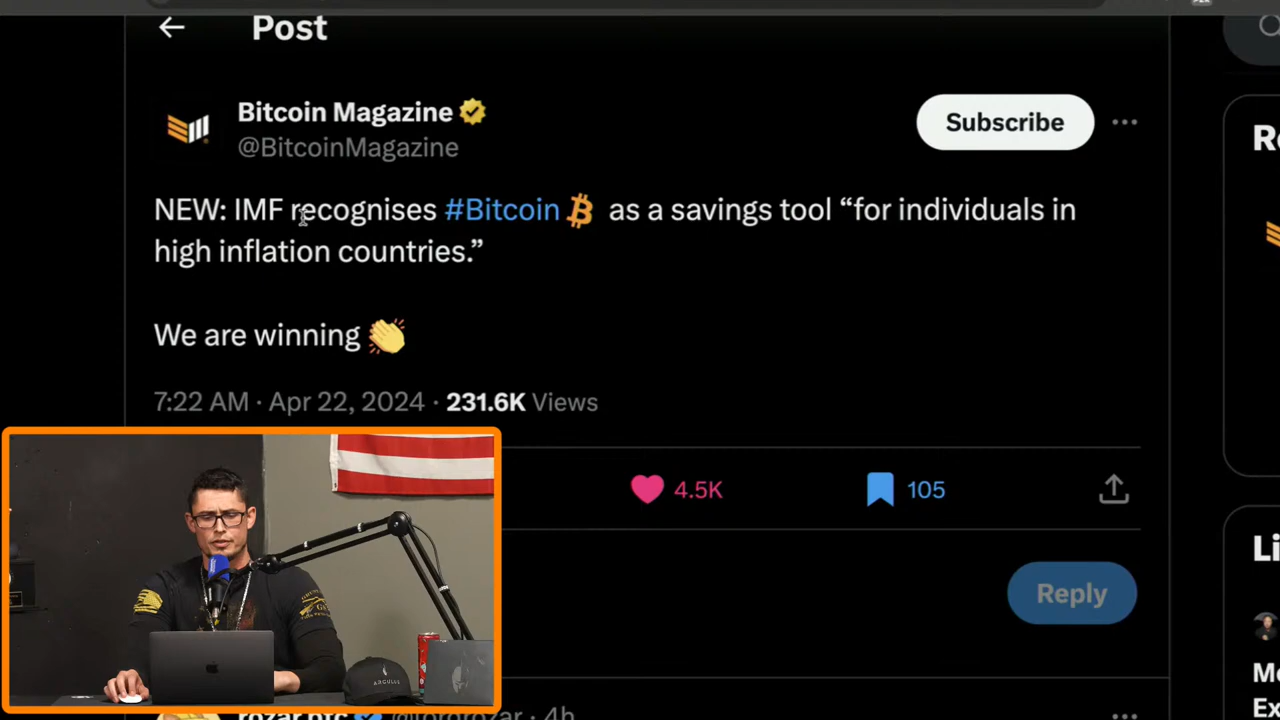 Post
Bitcoin Magazine
Subscribe
@BitcoinMagazine
NEW: IMF recognises #Bitcoin as a savings tool “for individuals in
high inflation countries.”
We are winning 👏
7:22 AM · Apr 22, 2024 · 231.6K Views
4.5K
105
Reply
ARGULUS